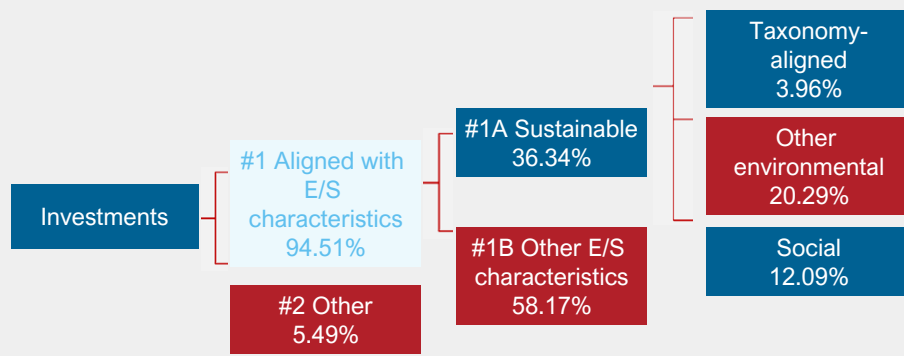 Investments
#1 Aligned with
E/S
characteristics
94.51%
#2 Other
5.49%
#1A Sustainable
36.34%
#1B Other E/S
characteristics
58.17%
Taxonomy-
aligned
3.96%
Other
environmental
20.29%
Social
12.09%